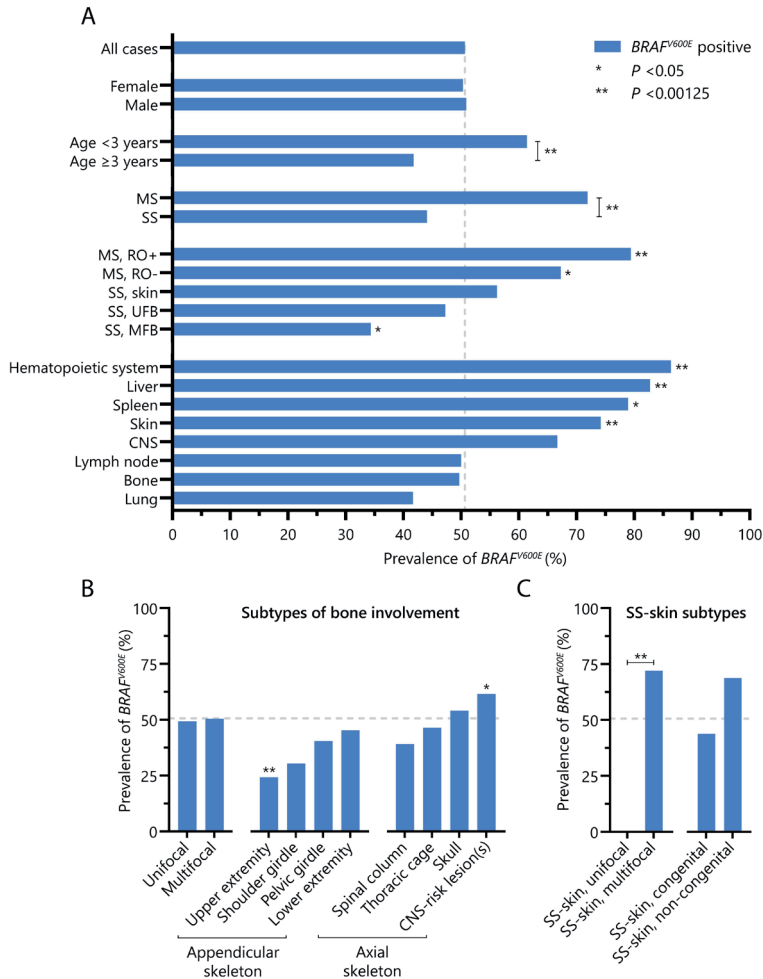 A
All cases
Female
Male
Age <3 years
Age ≥3 years
MS
SS
MS, RO+
MS, RO-
SS, skin
SS, UFB
SS, MFB
Hematopoietic system
Liver
Spleen
Skin
CNS
Lymph node
Bone
Lung
BRAFV600E positive
* P <0.05
** P <0.00125
**
**
**
*
*
**
**
*
**
0 10 20 30 40 50 60 70 80 90 100
Prevalence of BRAFV600E (%)
B
Subtypes of bone involvement
Prevalence of BRAFV600E (%)
100
75
50
25
0
**
*
Unifocal
Multifocal
Upper extremity
Shoulder girdle
Pelvic girdle
Lower extremity
Spinal column
Thoracic cage
Skull
CNS-risk lesion(s)
Appendicular
skeleton
Axial
skeleton
C
SS-skin subtypes
Prevalence of BRAFV600E (%)
100
75
50
25
0
**
SS-skin, unifocal
SS-skin, multifocal
SS-skin, congenital
SS-skin, non-congenital